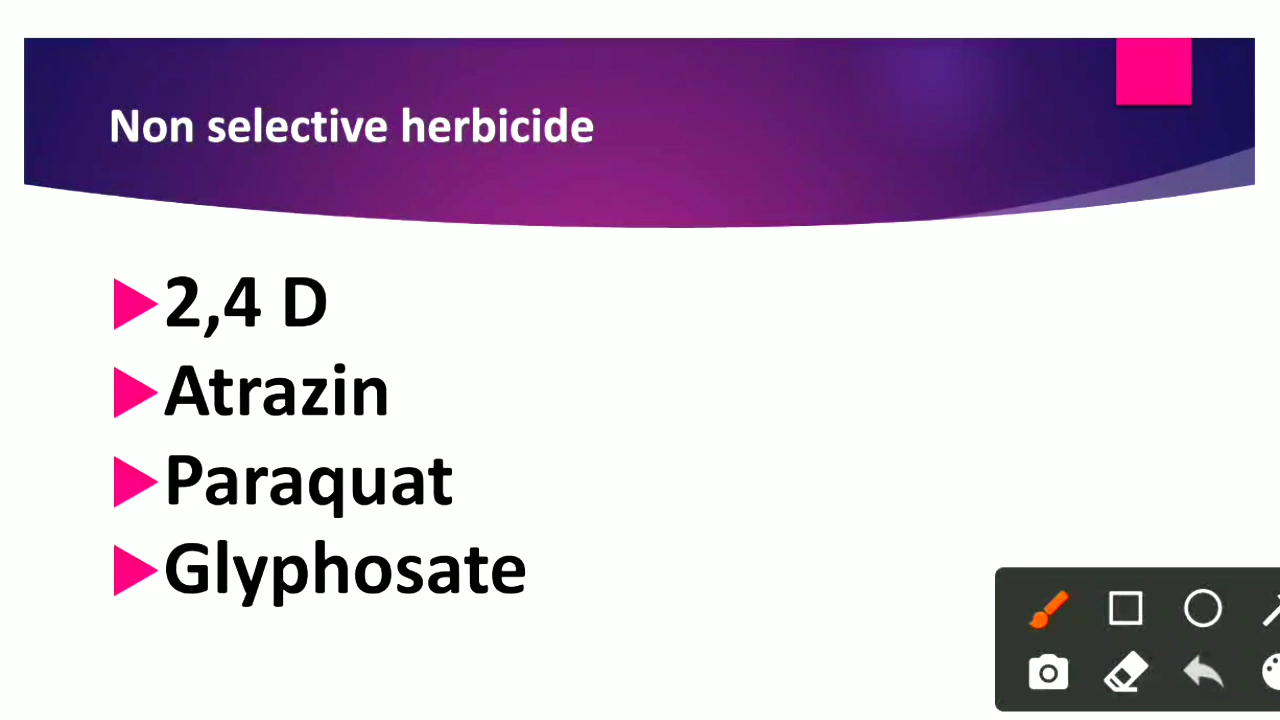 Non selective herbicide
2,4 D
Atrazin
Paraquat
Glyphosate